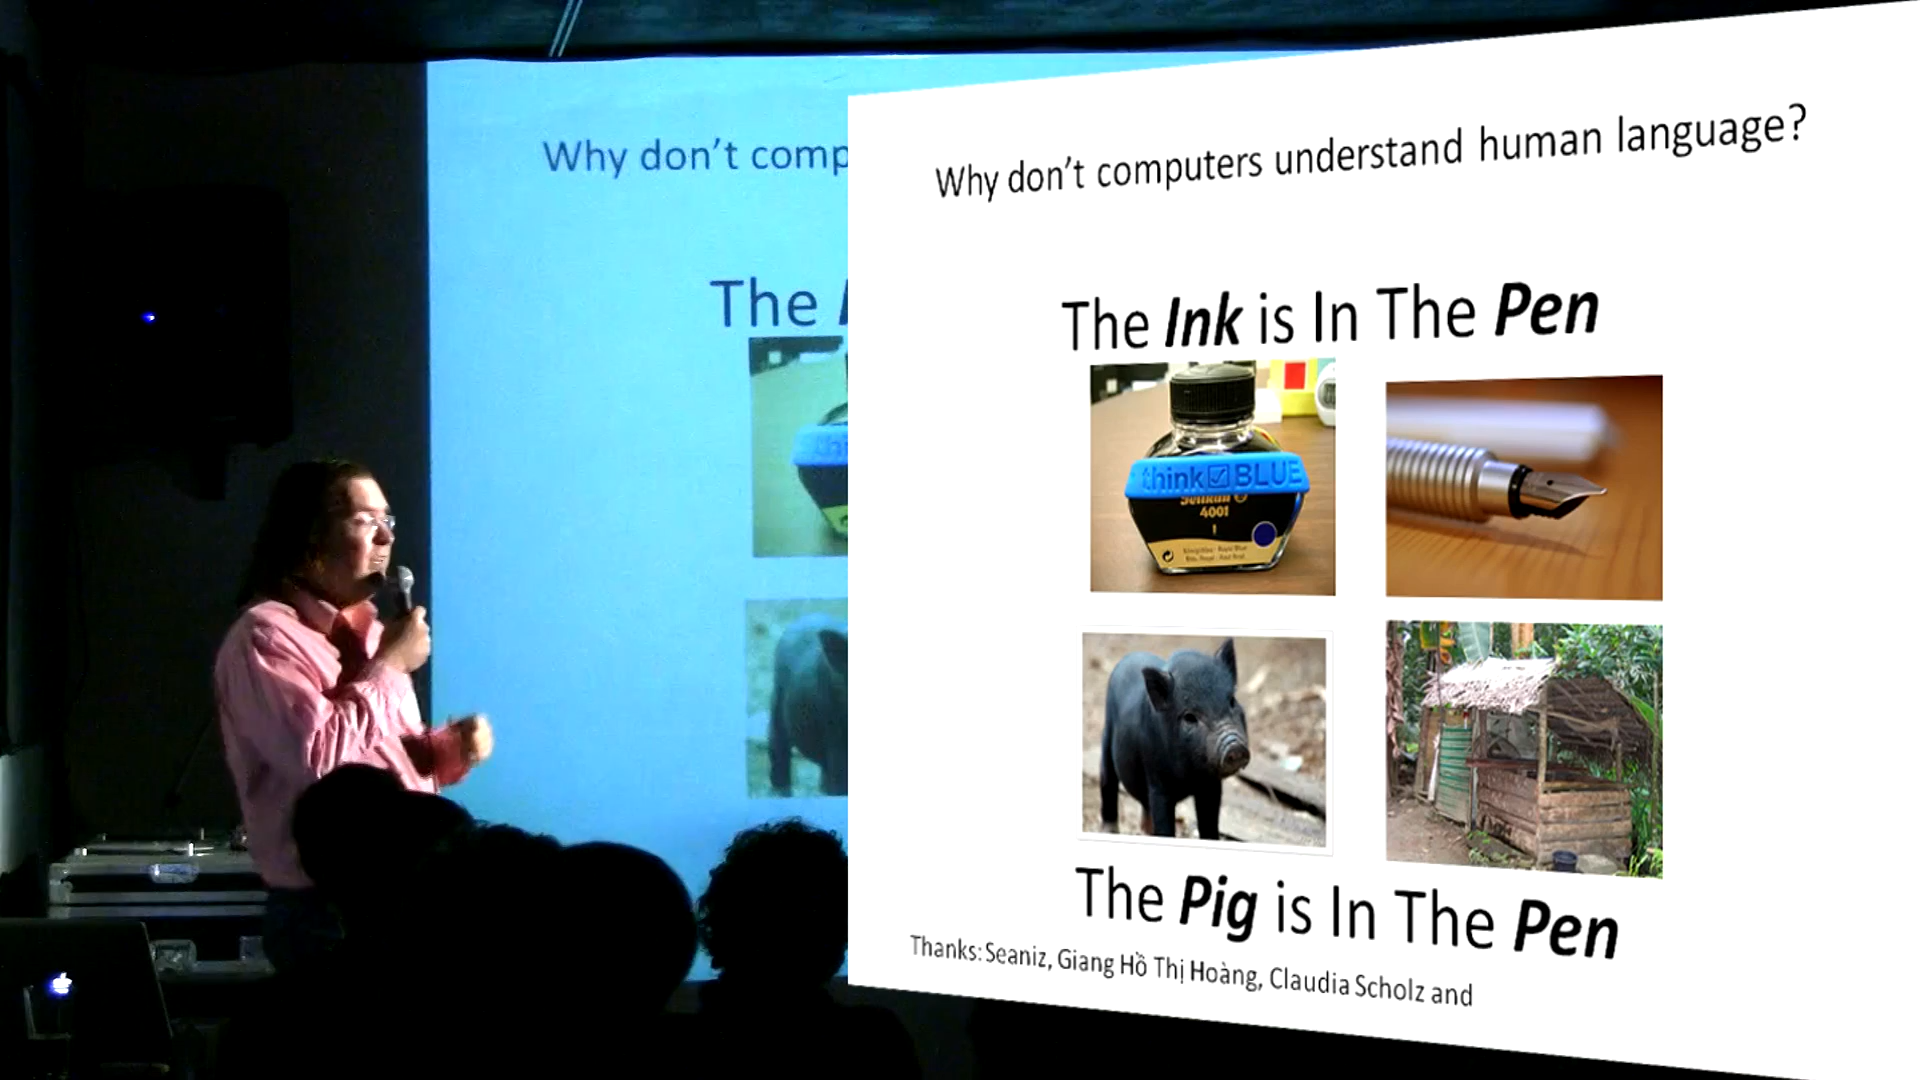 Why don't comp
The
Why don't computers understand human language?
The Ink is In The Pen
think BLUE
Pelikan
4001
The Pig is In The Pen
Thanks: Seaniz, Giang Hồ Thị Hoàng, Claudia Scholz and